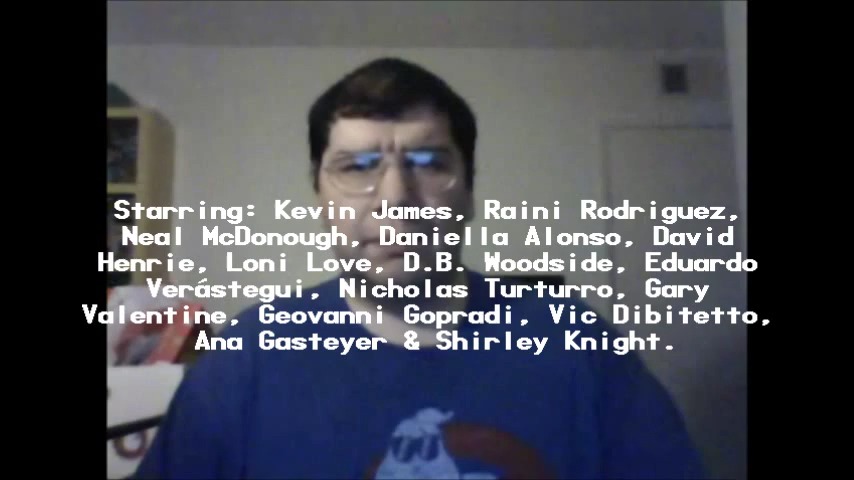 Starring: Kevin James, Raini Rodriguez,
Neal McDonough, Daniella Alonso, David
Henrie, Loni Love, D.B. Woodside, Eduardo
Verástegui, Nicholas Turturro, Gary
Valentine, Geovanni Gopradi, Vic Dibitetto,
Ana Gasteyer & Shirley Knight.